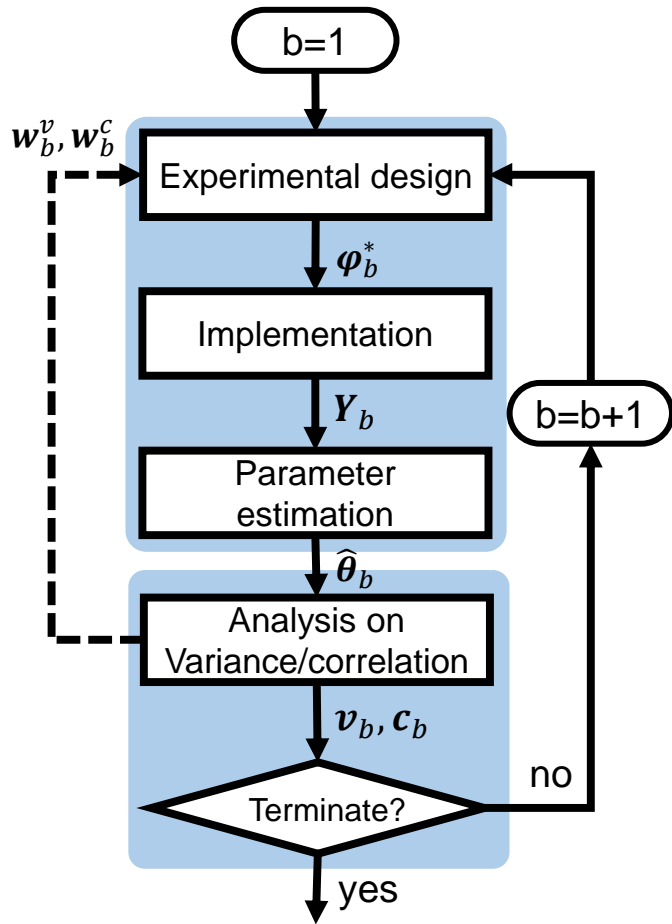 b=1
w_b^v, w_b^c
Experimental design
φ_b^*
Implementation
Y_b
b=b+1
Parameter
estimation
θ̂_b
Analysis on
Variance/correlation
v_b, c_b
no
Terminate?
yes